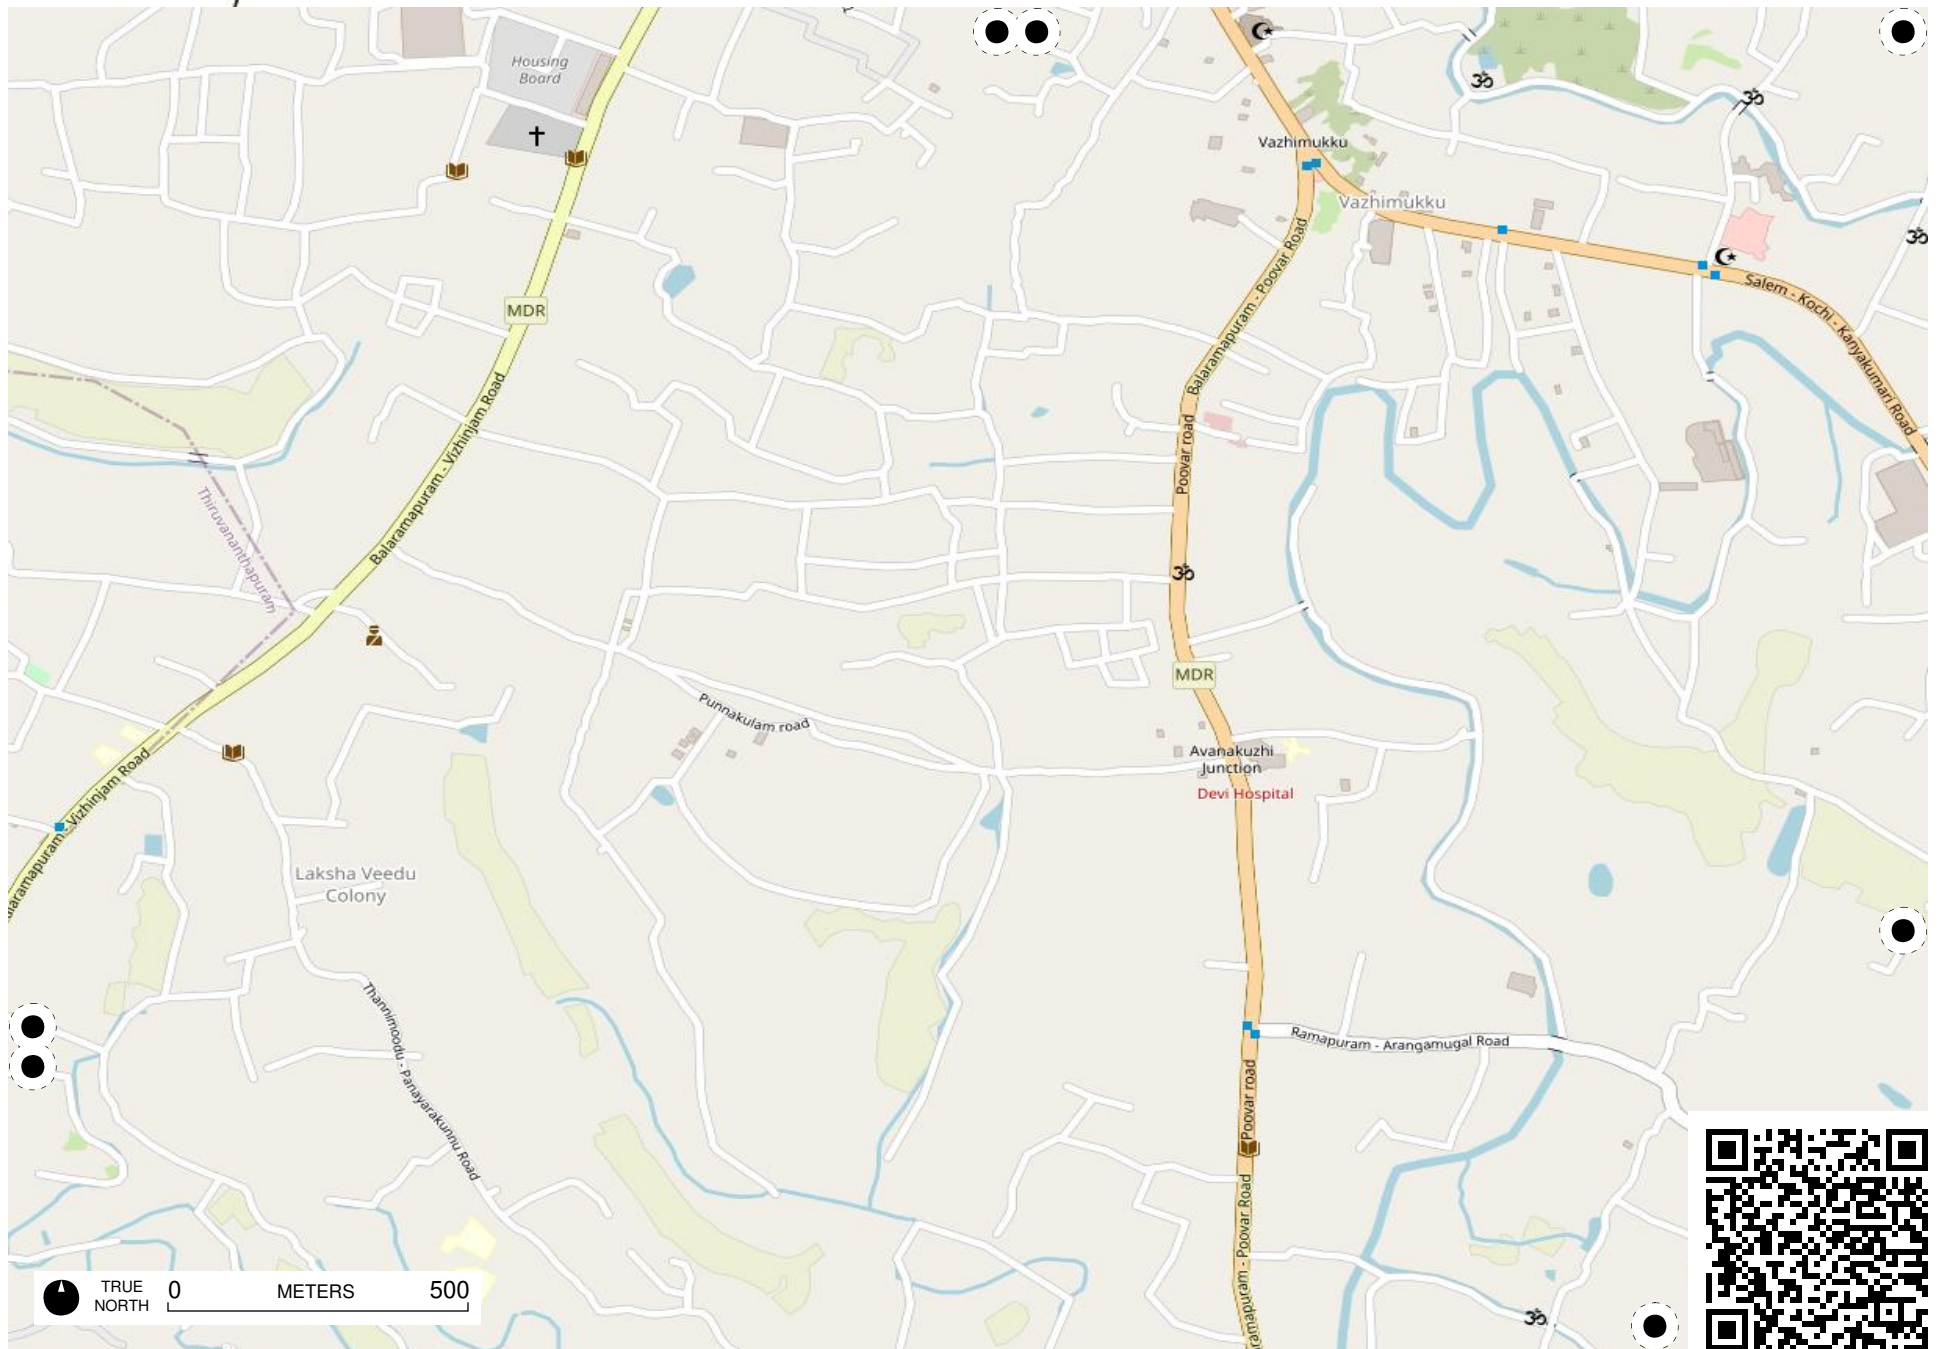 Housing
Board
Vazhimukku
Vazhimukku
Balaramapuram - Poovar Road
Salem - Kochi - Kanyakumari Road
MDR
Balaramapuram - Vizhinjam Road
Poovar road
Thiruvananthapuram
MDR
Punnakulam road
Avanakuzhi
Junction
Devi Hospital
Vizhinjam Road
Laksha Veedu
Colony
Thannimoodu - Panayarakunnu Road
Ramapuram - Arangamugal Road
Poovar road
Poovar Road
TRUE
NORTH
0 METERS 500